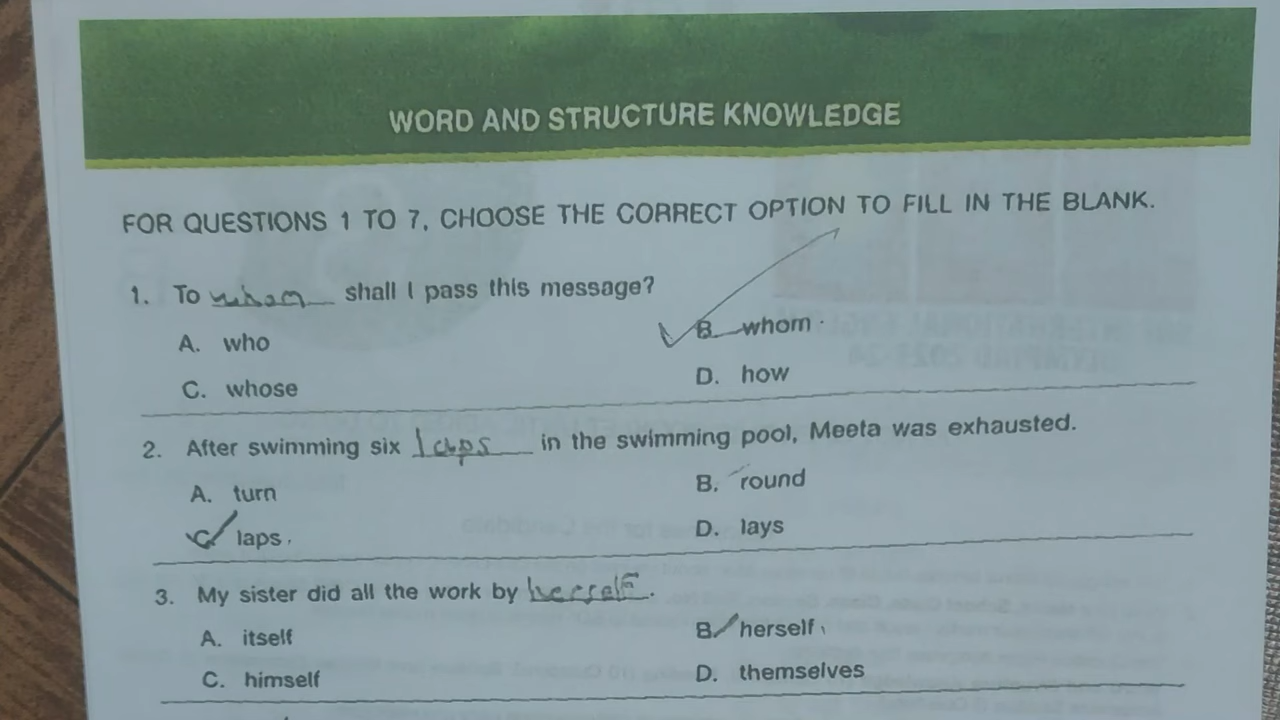 WORD AND STRUCTURE KNOWLEDGE
FOR QUESTIONS 1 TO 7, CHOOSE THE CORRECT OPTION TO FILL IN THE BLANK.
1. To whom shall I pass this message?
A. who B. whom
C. whose D. how
2. After swimming six laps in the swimming pool, Meeta was exhausted.
A. turn B. round
C. laps D. lays
3. My sister did all the work by herself.
A. itself B. herself
C. himself D. themselves